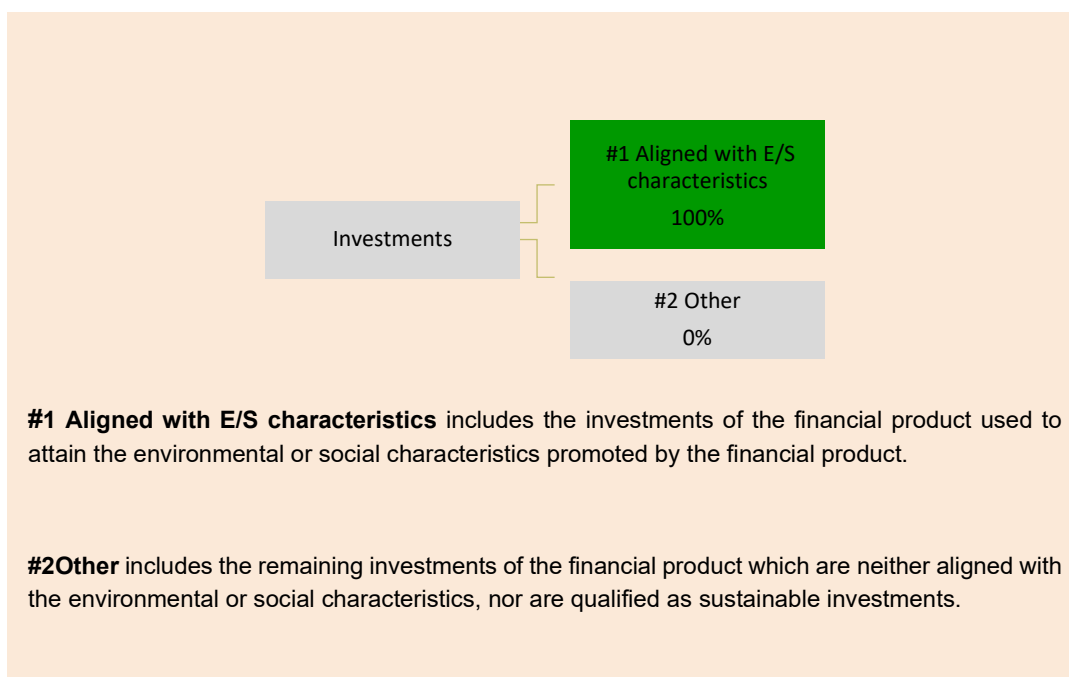 #1 Aligned with E/S
characteristics
100%
Investments
#2 Other
0%
#1 Aligned with E/S characteristics includes the investments of the financial product used to
attain the environmental or social characteristics promoted by the financial product.
#2Other includes the remaining investments of the financial product which are neither aligned with
the environmental or social characteristics, nor are qualified as sustainable investments.